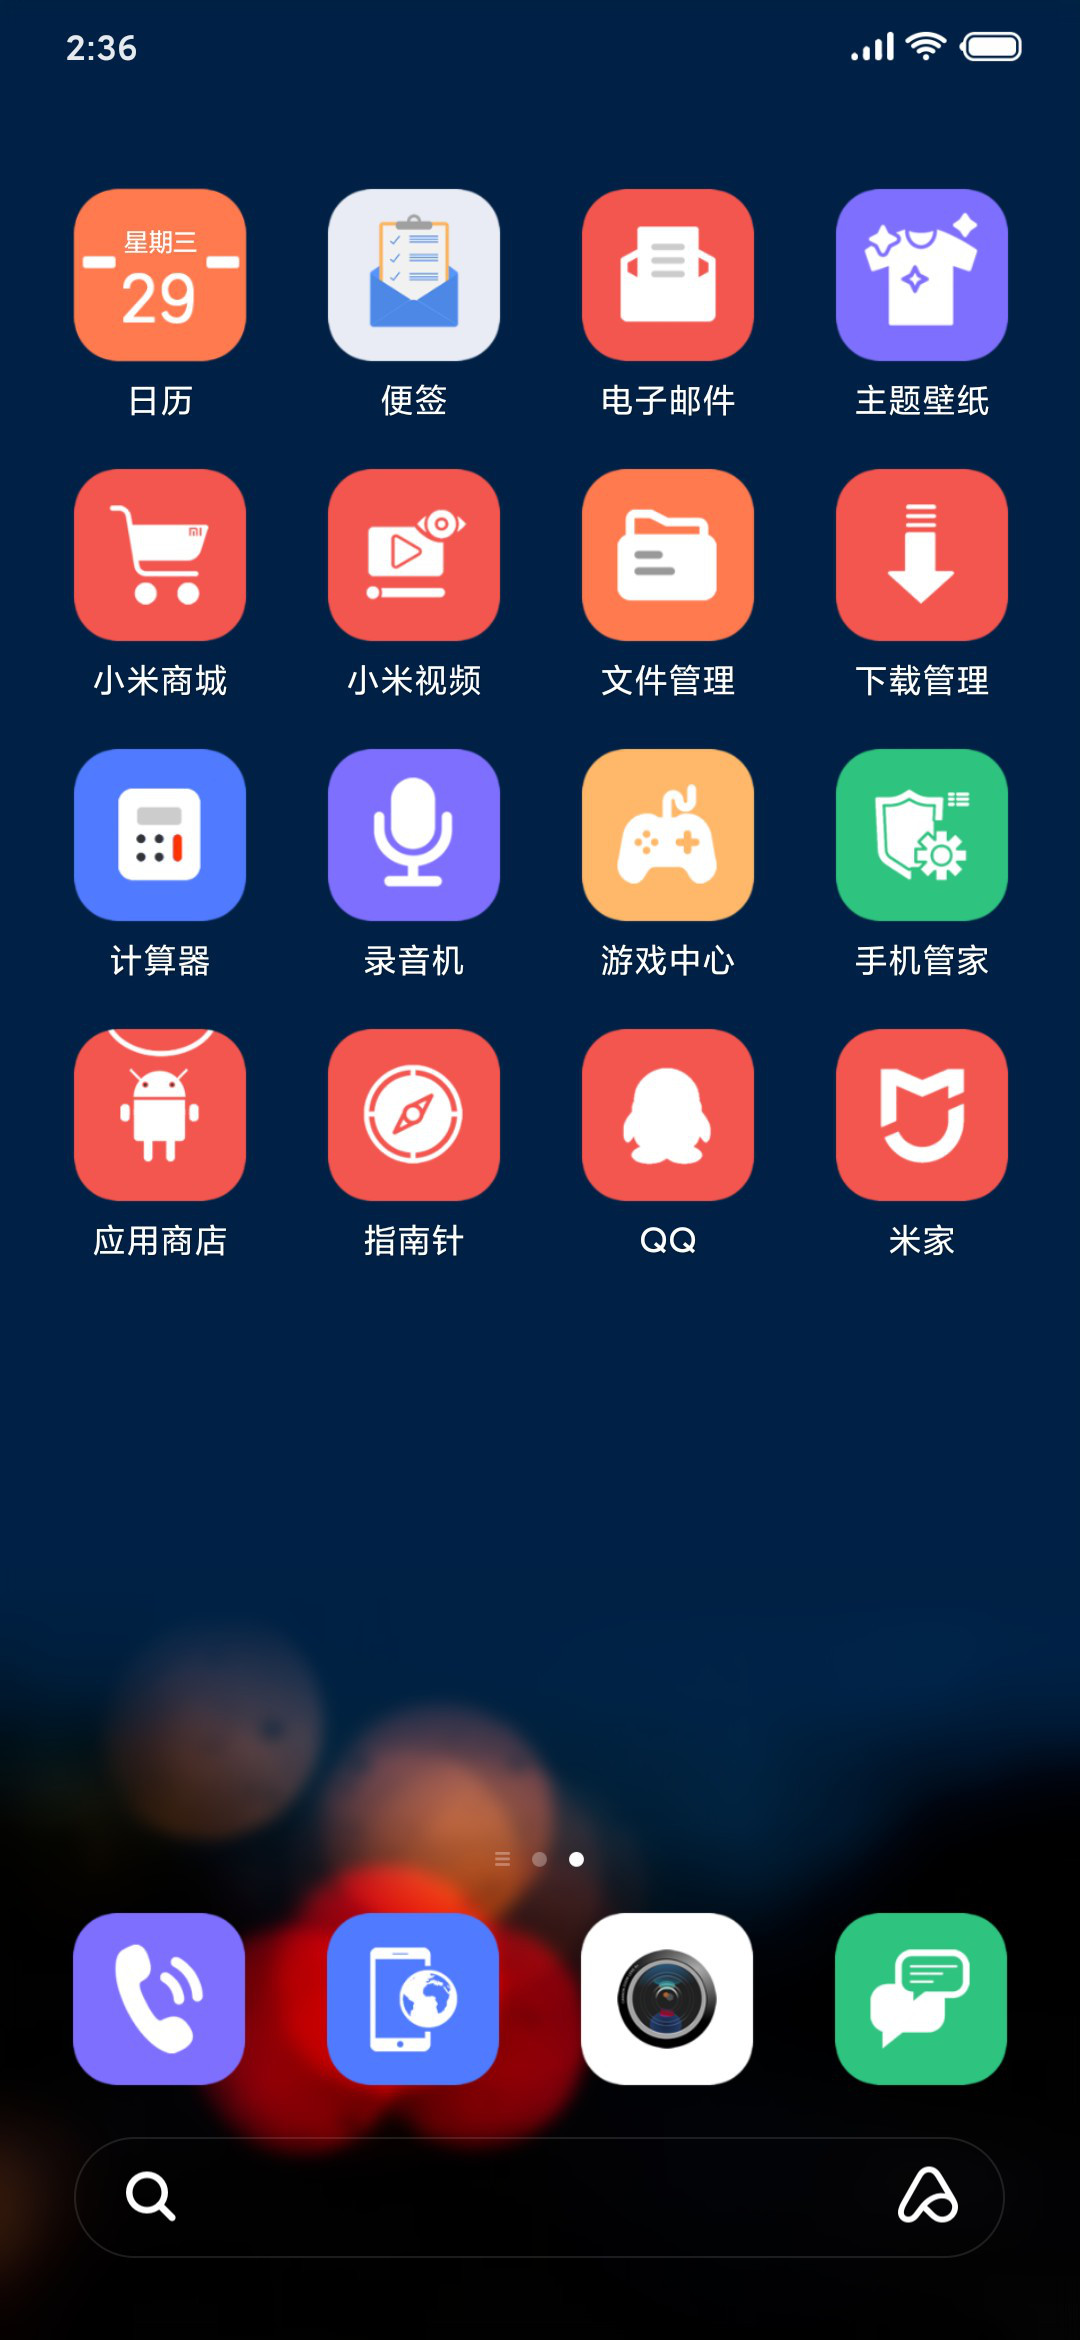 2:36
星期三
29
日历
便签
电子邮件
主题壁纸
小米商城
小米视频
文件管理
下载管理
计算器
录音机
游戏中心
手机管家
应用商店
指南针
QQ
米家